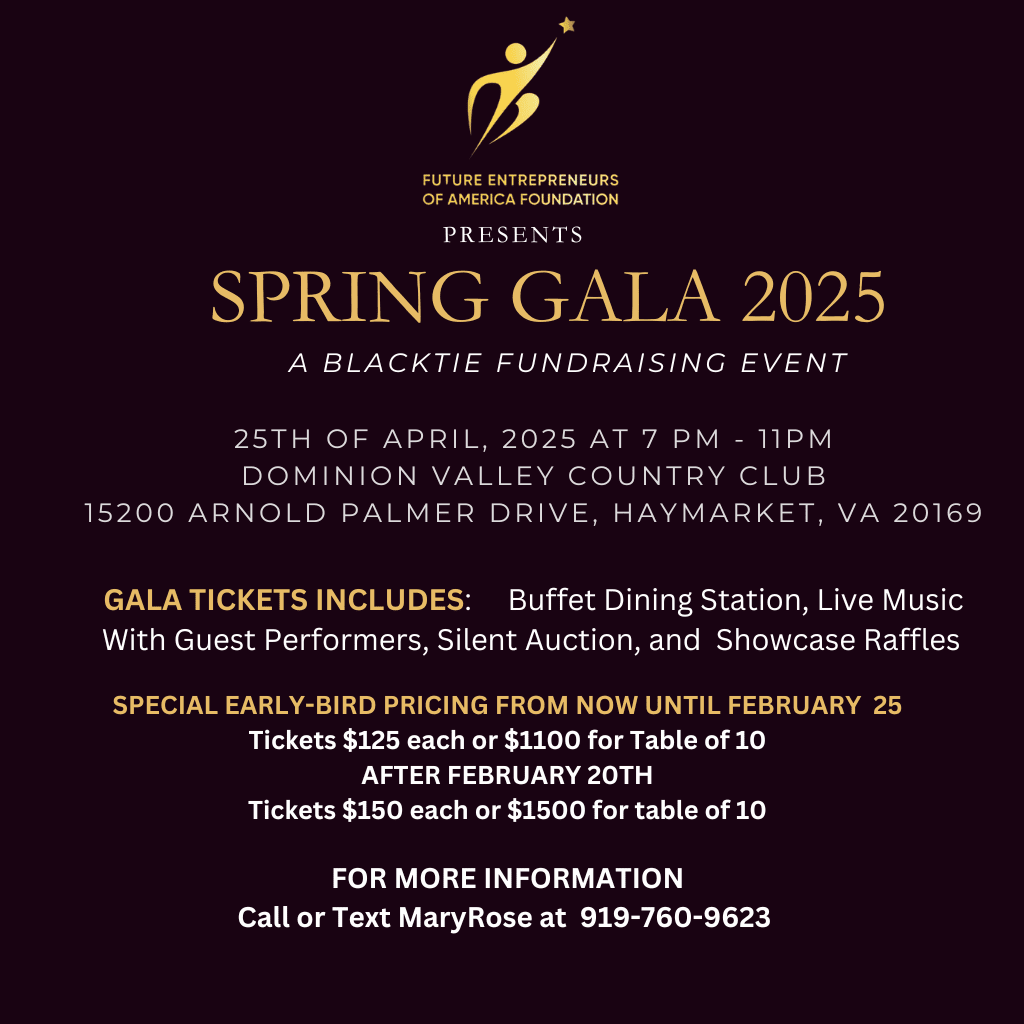 FUTURE ENTREPRENEURS
OF AMERICA FOUNDATION
PRESENTS
SPRING GALA 2025
A BLACKTIE FUNDRAISING EVENT
25TH OF APRIL, 2025 AT 7 PM - 11PM
DOMINION VALLEY COUNTRY CLUB
15200 ARNOLD PALMER DRIVE, HAYMARKET, VA 20169
GALA TICKETS INCLUDES: Buffet Dining Station, Live Music
With Guest Performers, Silent Auction, and Showcase Raffles
SPECIAL EARLY-BIRD PRICING FROM NOW UNTIL FEBRUARY 25
Tickets $125 each or $1100 for Table of 10
AFTER FEBRUARY 20TH
Tickets $150 each or $1500 for table of 10
FOR MORE INFORMATION
Call or Text MaryRose at 919-760-9623